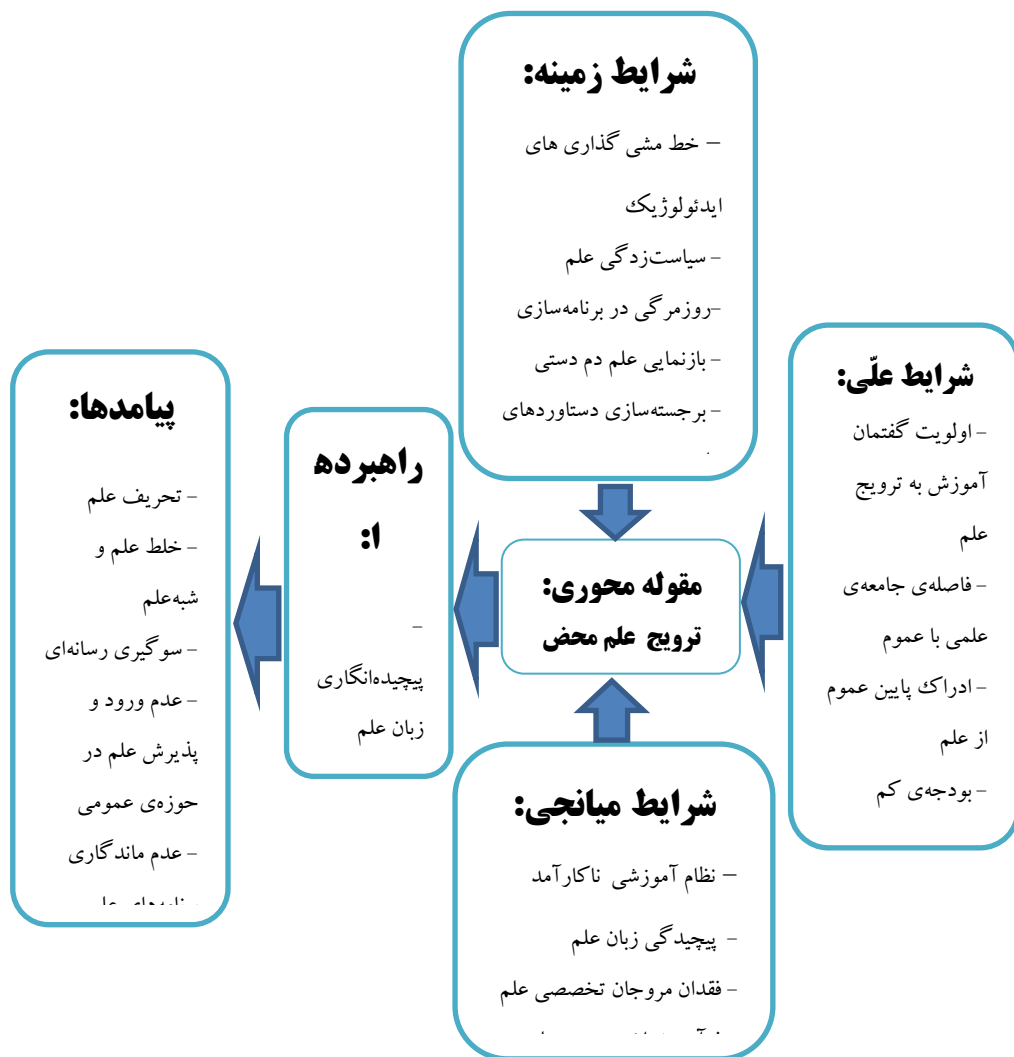 شرایط زمینه:
– خط مشی گذاری های
ایدئولوژیک
- سیاست‌زدگی علم
-روزمرگی در برنامه‌سازی
- بازنمایی علم دم دستی
- برجسته‌سازی دستاوردهای
شرایط علّی:
- اولویت گفتمان
آموزش به ترویج
علم
- فاصله‌ی جامعه‌ی
علمی با عموم
- ادراک پایین عموم
از علم
- بودجه‌ی کم
مقوله محوری:
ترویج علم محض
راهبرده
ا:
-
پیچیده‌انگاری
زبان علم
پیامدها:
- تحریف علم
- خلط علم و
شبه‌علم
- سوگیری رسانه‌ای
- عدم ورود و
پذیرش علم در
حوزه‌ی عمومی
- عدم ماندگاری
شرایط میانجی:
– نظام آموزشی ناکارآمد
- پیچیدگی زبان علم
- فقدان مروجان تخصصی علم